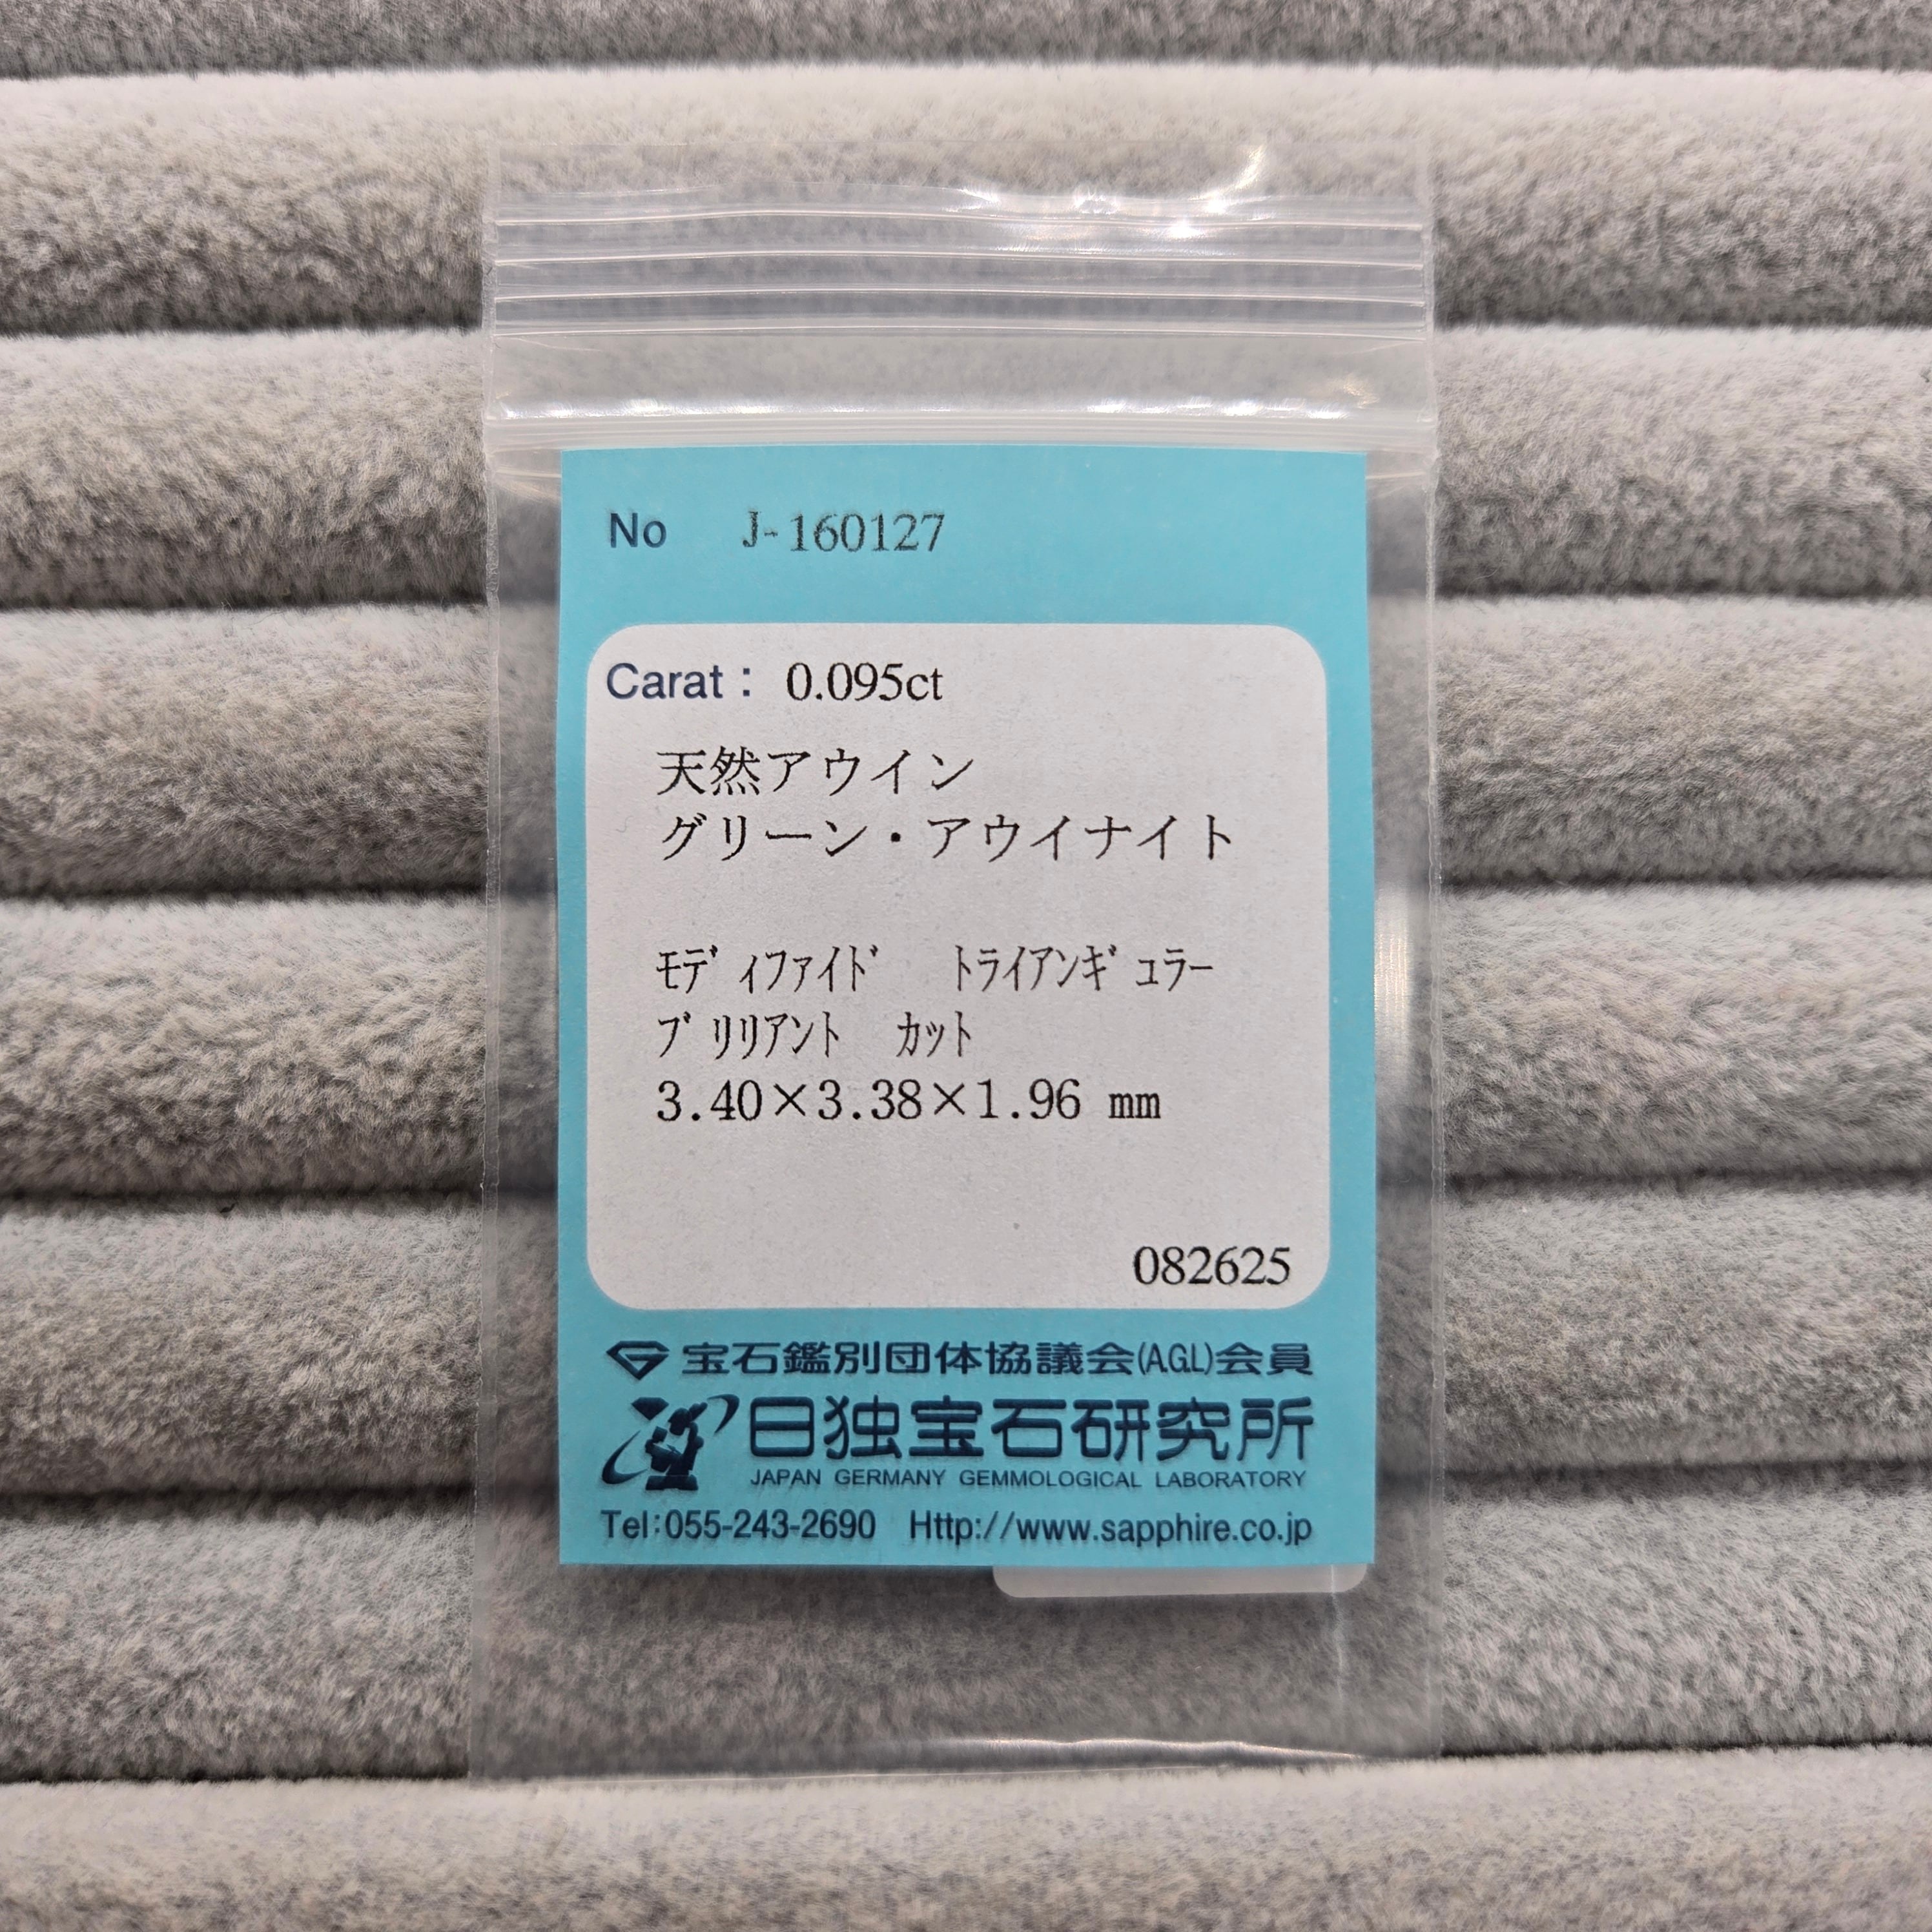 No J-160127
Carat： 0.095ct
天然アウイン
グリーン・アウイナイト
ﾓﾃﾞｨﾌｧｲﾄﾞ ﾄﾗｲｱﾝｷﾞｭﾗｰ
ﾌﾞﾘﾘｱﾝﾄ ｶｯﾄ
3.40×3.38×1.96 mm
082625
宝石鑑別団体協議会(A.G.L)会員
日独宝石研究所
JAPAN GERMANY GEMMOLOGICAL LABORATORY
Tel:055-243-2690 Http://www.sapphire.co.jp